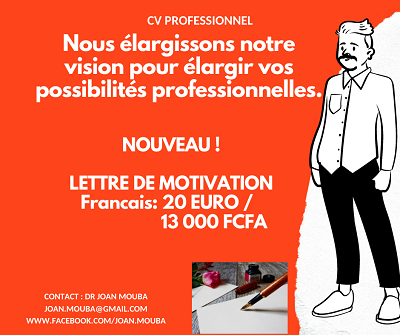 CV PROFESSIONNEL
Nous élargissons notre
vision pour élargir vos
possibilités professionnelles.
NOUVEAU !
LETTRE DE MOTIVATION
Francais: 20 EURO /
13 000 FCFA
CONTACT : DR JOAN MOUBA
JOAN.MOUBA@GMAIL.COM
WWW.FACEBOOK.COM/JOAN.MOUBA